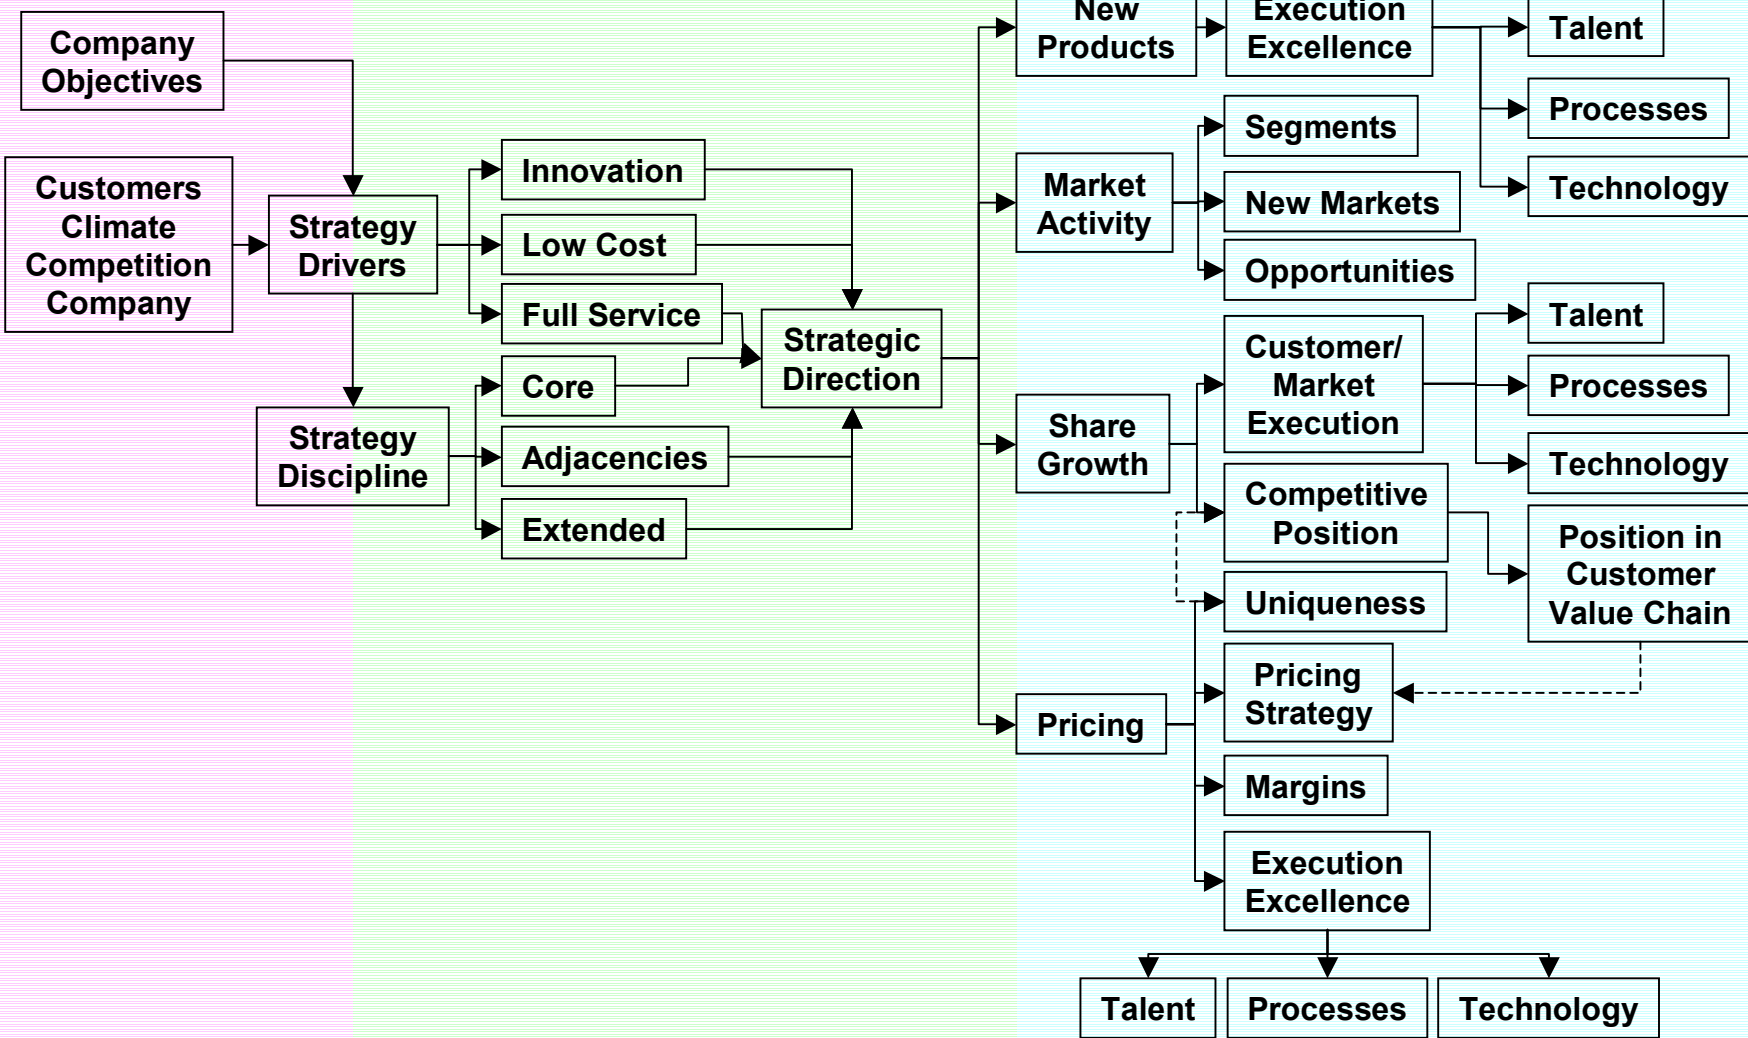 Company
Objectives
Customers
Climate
Competition
Company
Strategy
Drivers
Strategy
Discipline
Innovation
Low Cost
Full Service
Core
Adjacencies
Extended
Strategic
Direction
New
Products
Execution
Excellence
Talent
Processes
Technology
Market
Activity
Segments
New Markets
Opportunities
Share
Growth
Customer/
Market
Execution
Talent
Processes
Technology
Competitive
Position
Position in
Customer
Value Chain
Pricing
Uniqueness
Pricing
Strategy
Margins
Execution
Excellence
Talent
Processes
Technology